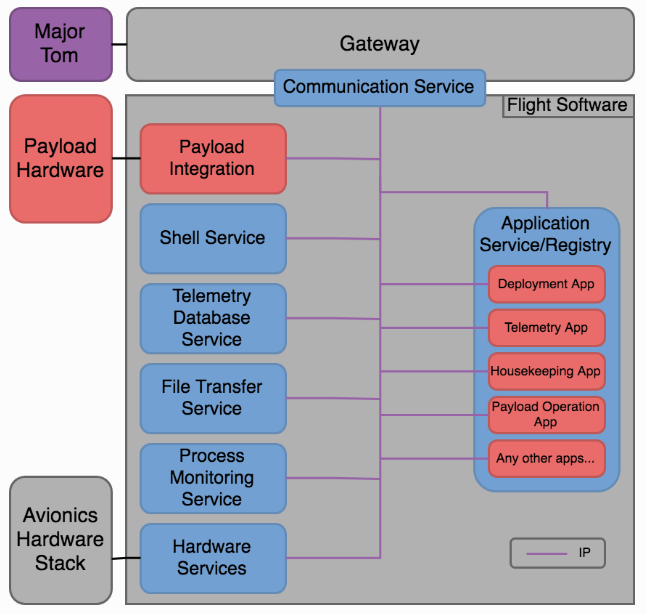 Major
Tom
Gateway
Communication Service
Flight Software
Payload
Hardware
Payload
Integration
Shell Service
Telemetry
Database
Service
File Transfer
Service
Process
Monitoring
Service
Avionics
Hardware
Stack
Hardware
Services
Application
Service/Registry
Deployment App
Telemetry App
Housekeeping App
Payload Operation
App
Any other apps...
IP